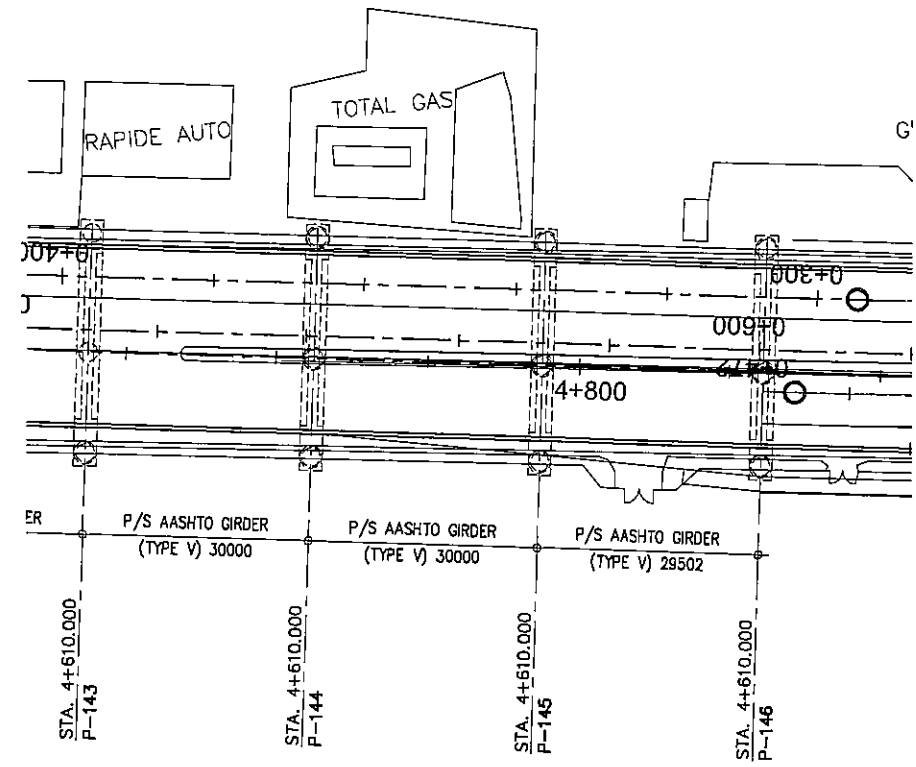 TOTAL GAS
RAPIDE AUTO
G'
0+400
0+300
0+600
4+800
ER
P/S AASHTO GIRDER
(TYPE V) 30000
P/S AASHTO GIRDER
(TYPE V) 30000
P/S AASHTO GIRDER
(TYPE V) 29502
STA. 4+610.000
P-143
STA. 4+610.000
P-144
STA. 4+610.000
P-145
STA. 4+610.000
P-146